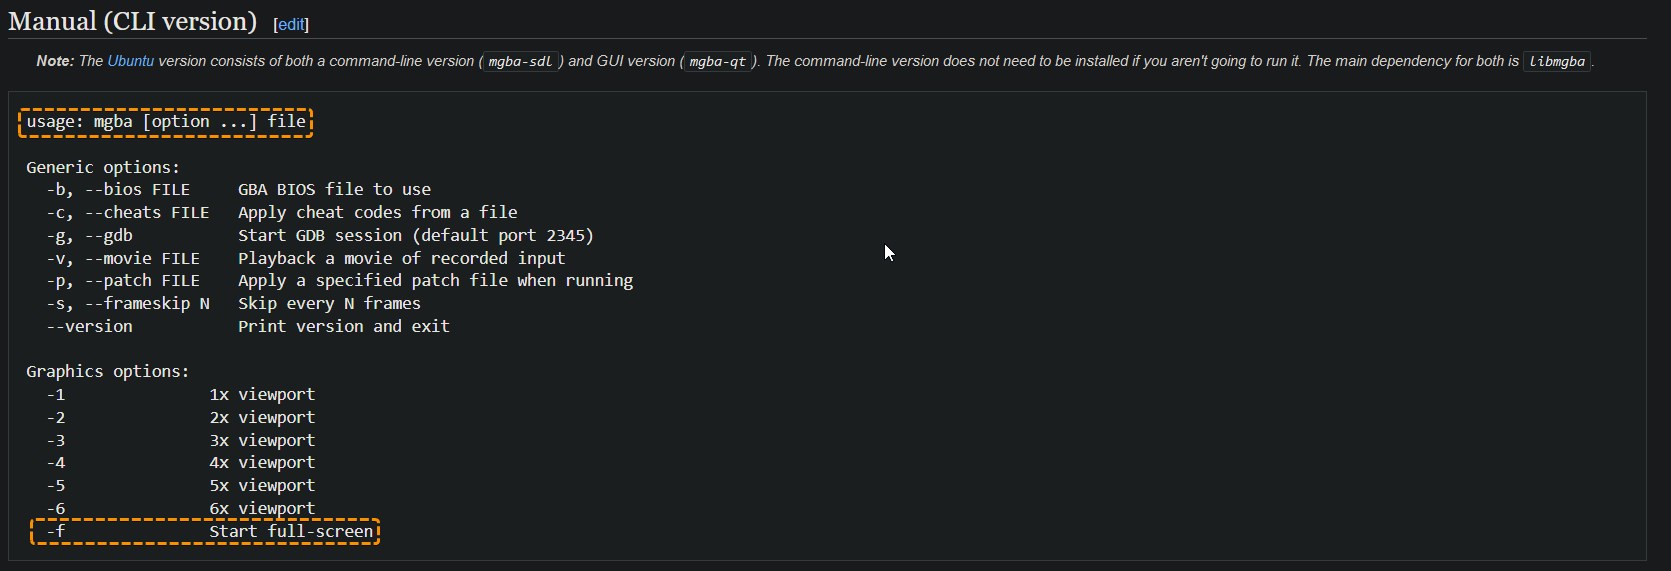 Manual (CLI version) [edit]
Note: The Ubuntu version consists of both a command-line version ( mgba-sdl ) and GUI version ( mgba-qt ). The command-line version does not need to be installed if you aren't going to run it. The main dependency for both is libmgba .
usage: mgba [option ...] file
Generic options:
-b, --bios FILE     GBA BIOS file to use
-c, --cheats FILE   Apply cheat codes from a file
-g, --gdb           Start GDB session (default port 2345)
-v, --movie FILE    Playback a movie of recorded input
-p, --patch FILE    Apply a specified patch file when running
-s, --frameskip N   Skip every N frames
--version           Print version and exit
Graphics options:
-1               1x viewport
-2               2x viewport
-3               3x viewport
-4               4x viewport
-5               5x viewport
-6               6x viewport
-f               Start full-screen